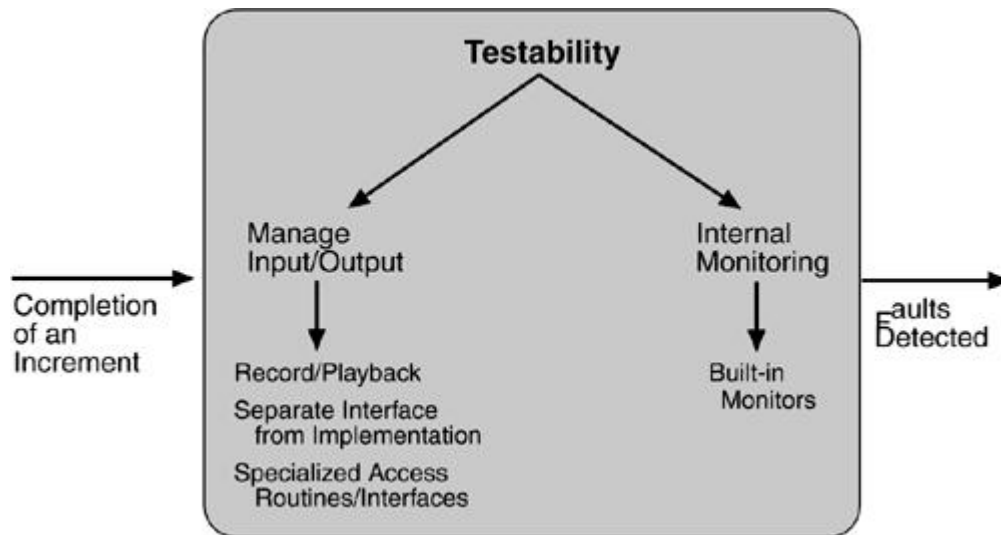 Testability
Manage
Input/Output
Internal
Monitoring
Completion
of an
Increment
Faults
Detected
Record/Playback
Separate Interface
from Implementation
Specialized Access
Routines/Interfaces
Built-in
Monitors